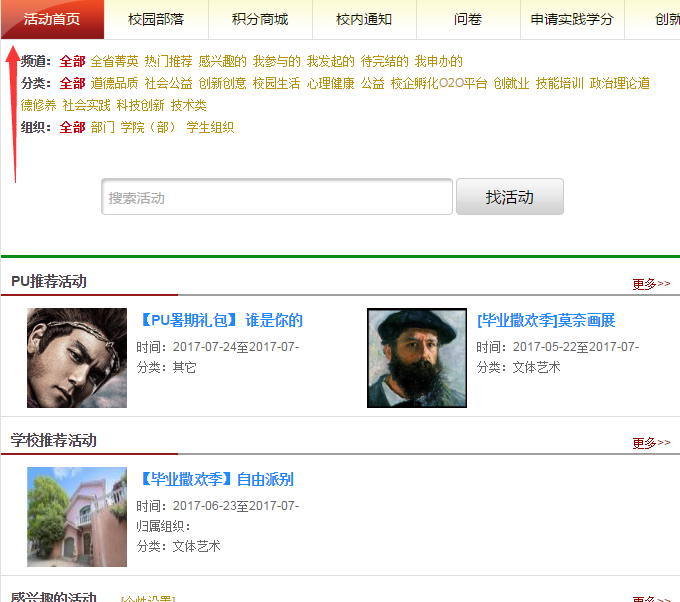 活动首页 校园部落 积分商城 校内通知 问卷 申请实践学分 创就
频道: 全部 全省菁英 热门推荐 感兴趣的 我参与的 我发起的 待完结的 我申办的
分类: 全部 道德品质 社会公益 创新创意 校园生活 心理健康 公益 校企孵化O2O平台 创就业 技能培训 政治理论道
德修养 社会实践 科技创新 技术类
组织: 全部 部门 学院（部） 学生组织
搜索活动 找活动
PU推荐活动 更多>>
【PU暑期礼包】 谁是你的 [毕业撒欢季]莫奈画展
时间：2017-07-24至2017-07- 时间：2017-05-22至2017-07-
分类：其它 分类：文体艺术
学校推荐活动 更多>>
【毕业撒欢季】自由派别
时间：2017-06-23至2017-07-
归属组织：
分类：文体艺术
感兴趣的活动 [个性设置] 更多>>